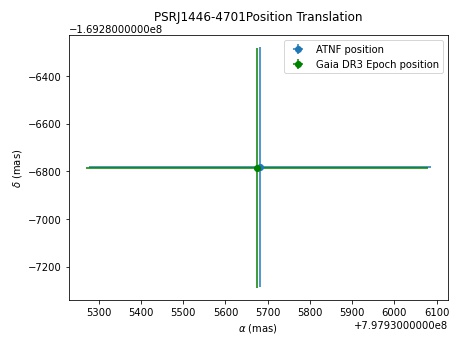 PSRJ1446-4701Position Translation
−1.6928000000e8
ATNF position
Gaia DR3 Epoch position
−6400
−6600
−6800
−7000
−7200
δ (mas)
5300 5400 5500 5600 5700 5800 5900 6000 6100
α (mas)
+7.9793000000e8